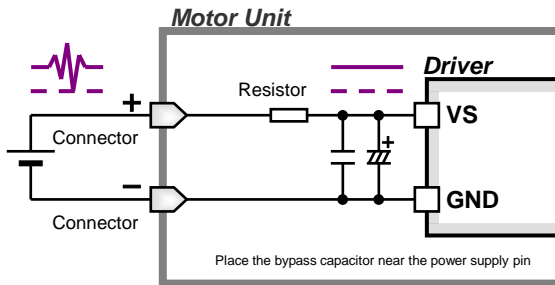 Motor Unit
Driver
Resistor
+
VS
Connector
+
−
GND
Connector
Place the bypass capacitor near the power supply pin